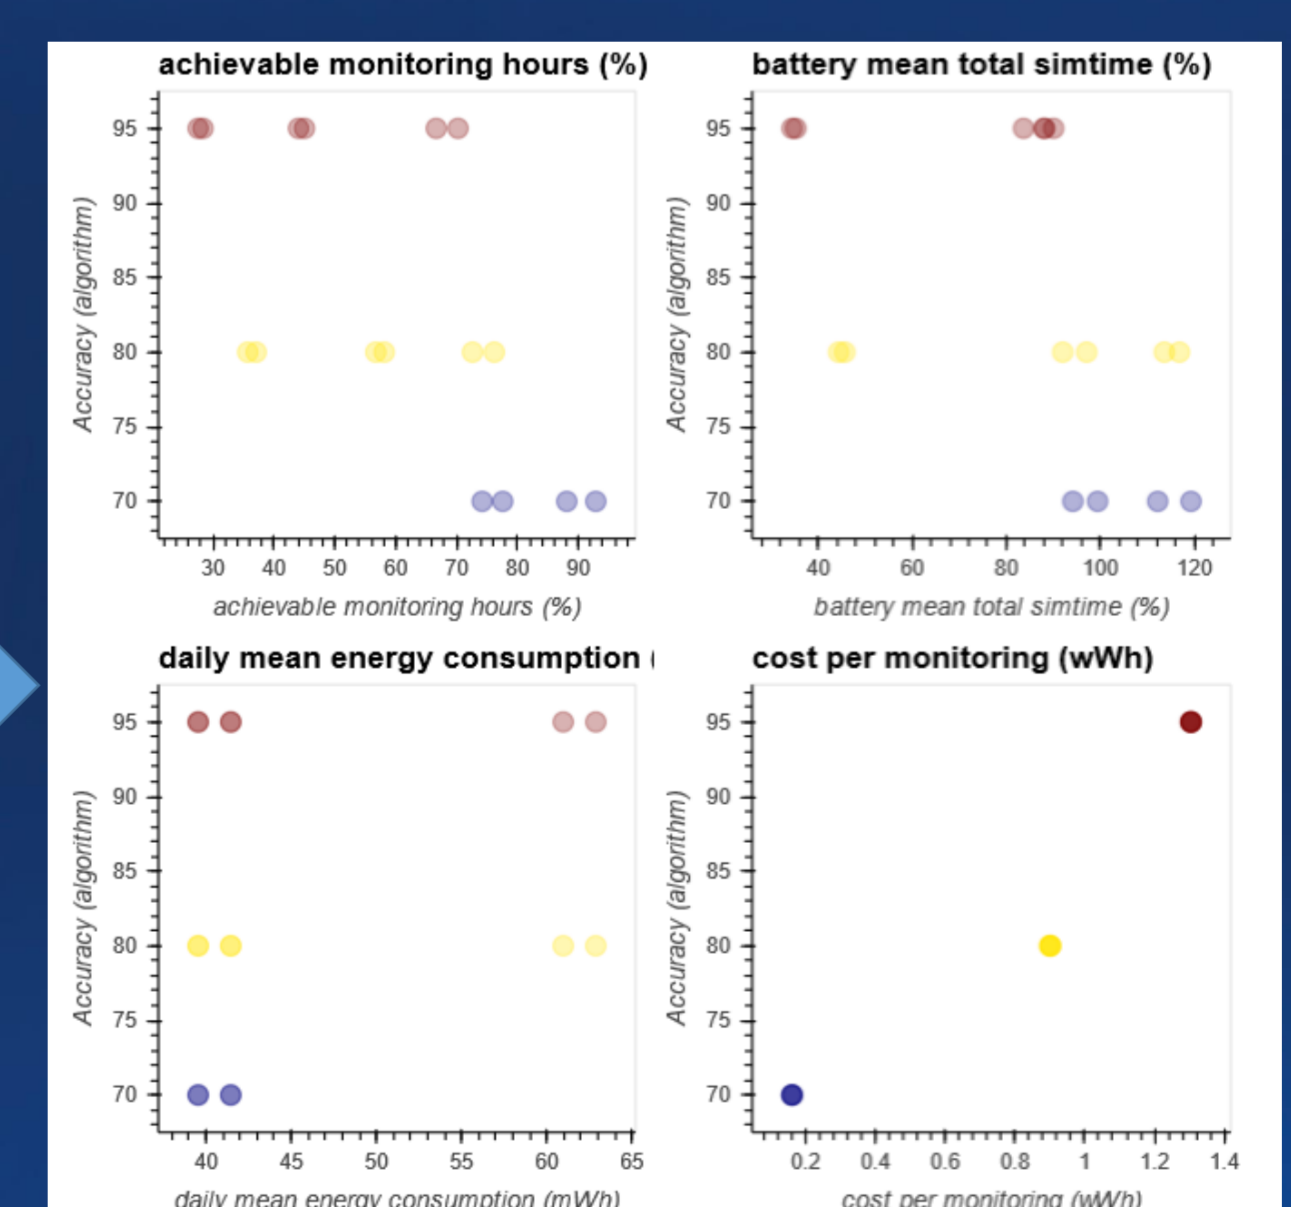 achievable monitoring hours (%)
95
90
85
80
75
70
Accuracy (algorithm)
30 40 50 60 70 80 90
achievable monitoring hours (%)
battery mean total simtime (%)
95
90
85
80
75
70
Accuracy (algorithm)
40 60 80 100 120
battery mean total simtime (%)
daily mean energy consumption (
95
90
85
80
75
70
Accuracy (algorithm)
40 45 50 55 60 65
daily mean energy consumption (mWh)
cost per monitoring (wWh)
95
90
85
80
75
70
Accuracy (algorithm)
0.2 0.4 0.6 0.8 1 1.2 1.4
cost per monitoring (wWh)